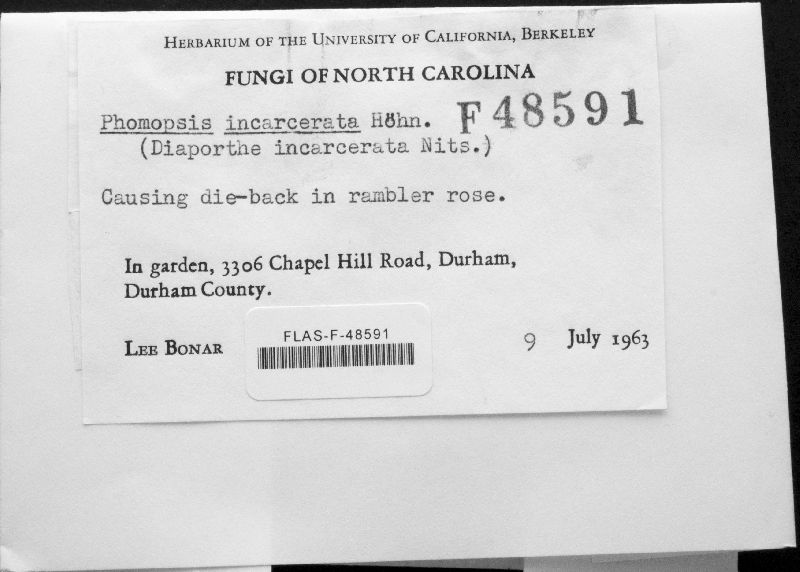 HERBARIUM OF THE UNIVERSITY OF CALIFORNIA, BERKELEY
FUNGI OF NORTH CAROLINA
Phomopsis incarcerata Höhn. F 48591
(Diaporthe incarcerata Nits.)
Causing die-back in rambler rose.
In garden, 3306 Chapel Hill Road, Durham,
Durham County.
LEE BONAR
FLAS-F-48591
9 July 1963